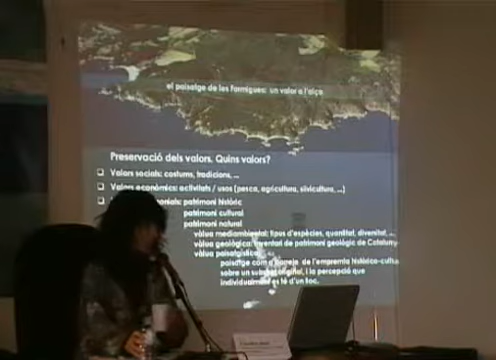 el paisatge de les Formigues: un valor a l'alça
Preservació dels valors. Quins valors?
Valors socials: costums, tradicions, ...
Valors econòmics: activitats / usos (pesca, agricultura, silvicultura, ...)
patrimoni històric
patrimoni cultural
patrimoni natural
vàlua mediambiental: tipus d'espècies, quantitat, diversitat, ...
vàlua geològica: inventari de patrimoni geològic de Catalunya
vàlua paisatgística:
paisatge com a de l'empremta històrico-cultu
sobre un original, i la percepció que
individualment es té d'un lloc.